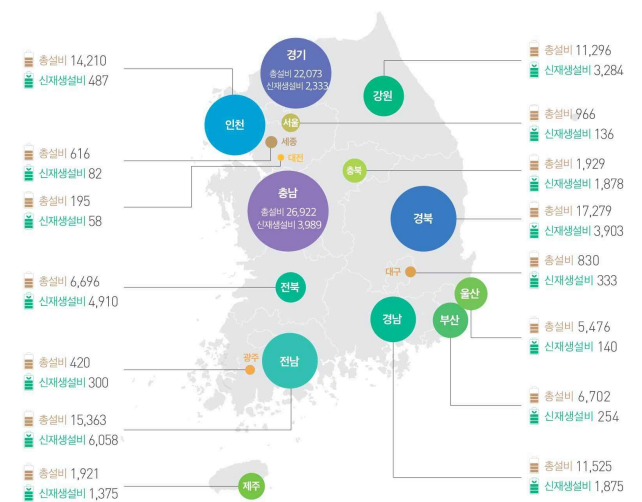 총설비 14,210
신재생설비 487
경기
총설비 22,073
신재생설비 2,333
총설비 11,296
신재생설비 3,284
강원
인천
서울
총설비 966
신재생설비 136
세종
대전
총설비 616
신재생설비 82
충북
총설비 1,929
신재생설비 1,878
총설비 195
신재생설비 58
충남
총설비 26,922
신재생설비 3,989
경북
총설비 17,279
신재생설비 3,903
대구
총설비 830
신재생설비 333
총설비 6,696
신재생설비 4,910
전북
울산
경남
부산
총설비 5,476
신재생설비 140
총설비 420
신재생설비 300
광주
전남
총설비 6,702
신재생설비 254
총설비 15,363
신재생설비 6,058
총설비 1,921
신재생설비 1,375
제주
총설비 11,525
신재생설비 1,875